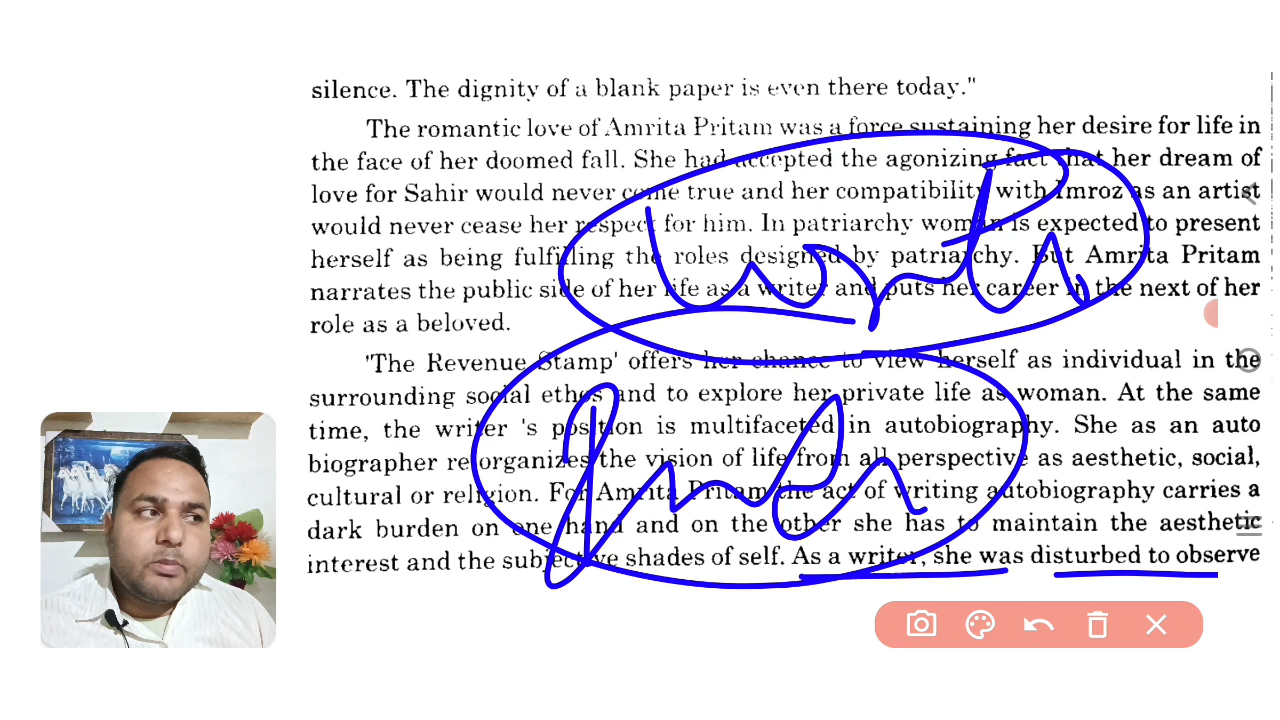 silence. The dignity of a blank paper is even there today."
The romantic love of Amrita Pritam was a force sustaining her desire for life in
the face of her doomed fall. She had accepted the agonizing fact that her dream of
love for Sahir would never come true and her compatibility with Imroz as an artist
would never cease her respect for him. In patriarchy woman is expected to present
herself as being fulfilling the roles designed by patriarchy. But Amrita Pritam
narrates the public side of her life as a writer and puts her career in the next of her
role as a beloved.
'The Revenue Stamp' offers her chance to view herself as individual in the
surrounding social ethos and to explore her private life as woman. At the same
time, the writer 's position is multifaceted in autobiography. She as an auto
biographer reorganizes the vision of life from all perspective as aesthetic, social,
cultural or religion. For Amrita Pritam the act of writing autobiography carries a
dark burden on one hand and on the other she has to maintain the aesthetic
interest and the subjective shades of self. As a writer, she was disturbed to observe